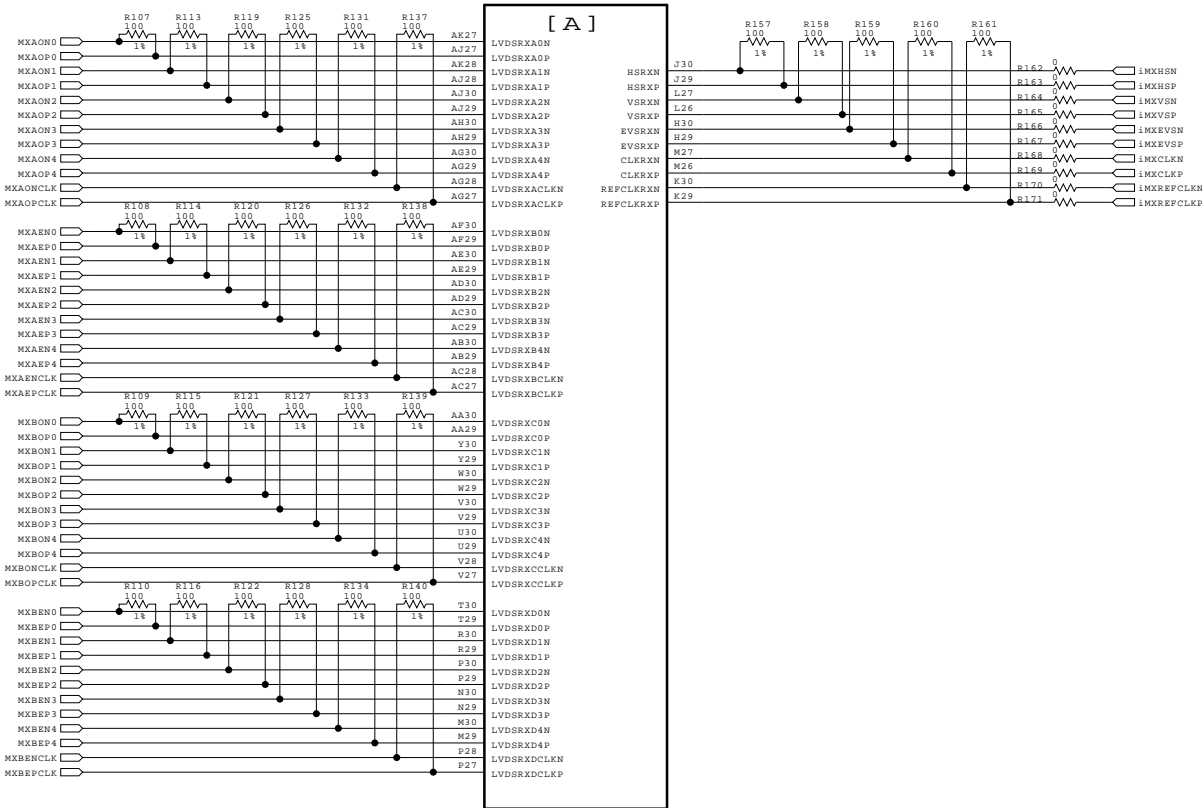 [A]
R107 R113 R119 R125 R131 R137
100 100 100 100 100 100
1% 1% 1% 1% 1% 1%
MXAON0 AK27 LVDSRXA0N
MXAOP0 AJ27 LVDSRXA0P
MXAON1 AK28 LVDSRXA1N
MXAOP1 AJ28 LVDSRXA1P
MXAON2 AJ30 LVDSRXA2N
MXAOP2 AJ29 LVDSRXA2P
MXAON3 AH30 LVDSRXA3N
MXAOP3 AH29 LVDSRXA3P
MXAON4 AG30 LVDSRXA4N
MXAOP4 AG29 LVDSRXA4P
MXAONCLK AG28 LVDSRXACLKN
MXAOPCLK AG27 LVDSRXACLKP
R108 R114 R120 R126 R132 R138
100 100 100 100 100 100
1% 1% 1% 1% 1% 1%
MXAEN0 AF30 LVDSRXB0N
MXAEP0 AF29 LVDSRXB0P
MXAEN1 AE30 LVDSRXB1N
MXAEP1 AE29 LVDSRXB1P
MXAEN2 AD30 LVDSRXB2N
MXAEP2 AD29 LVDSRXB2P
MXAEN3 AC30 LVDSRXB3N
MXAEP3 AC29 LVDSRXB3P
MXAEN4 AB30 LVDSRXB4N
MXAEP4 AB29 LVDSRXB4P
MXAENCLK AC28 LVDSRXBCLKN
MXAEPCLK AC27 LVDSRXBCLKP
R109 R115 R121 R127 R133 R139
100 100 100 100 100 100
1% 1% 1% 1% 1% 1%
MXBON0 AA30 LVDSRXC0N
MXBOP0 AA29 LVDSRXC0P
MXBON1 Y30 LVDSRXC1N
MXBOP1 Y29 LVDSRXC1P
MXBON2 W30 LVDSRXC2N
MXBOP2 W29 LVDSRXC2P
MXBON3 V30 LVDSRXC3N
MXBOP3 V29 LVDSRXC3P
MXBON4 U30 LVDSRXC4N
MXBOP4 U29 LVDSRXC4P
MXBONCLK V28 LVDSRXCCLKN
MXBOPCLK V27 LVDSRXCCLKP
R110 R116 R122 R128 R134 R140
100 100 100 100 100 100
1% 1% 1% 1% 1% 1%
MXBEN0 T30 LVDSRXD0N
MXBEP0 T29 LVDSRXD0P
MXBEN1 R30 LVDSRXD1N
MXBEP1 R29 LVDSRXD1P
MXBEN2 P30 LVDSRXD2N
MXBEP2 P29 LVDSRXD2P
MXBEN3 N30 LVDSRXD3N
MXBEP3 N29 LVDSRXD3P
MXBEN4 M30 LVDSRXD4N
MXBEP4 M29 LVDSRXD4P
MXBENCLK P28 LVDSRXDCLKN
MXBEPCLK P27 LVDSRXDCLKP
R157 R158 R159 R160 R161
100 100 100 100 100
1% 1% 1% 1% 1%
HSRXN J30 R162 0 iMXHSN
HSRXP J29 R163 0 iMXHSP
VSRXN L27 R164 0 iMXVSN
VSRXP L26 R165 0 iMXVSP
EVSRXN H30 R166 0 iMXEVSN
EVSRXP H29 R167 0 iMXEVSP
CLKRXN M27 R168 0 iMXCLKN
CLKRXP M26 R169 0 iMXCLKP
REFCLKRXN K30 R170 0 iMXREFCLKN
REFCLKRXP K29 R171 0 iMXREFCLKP